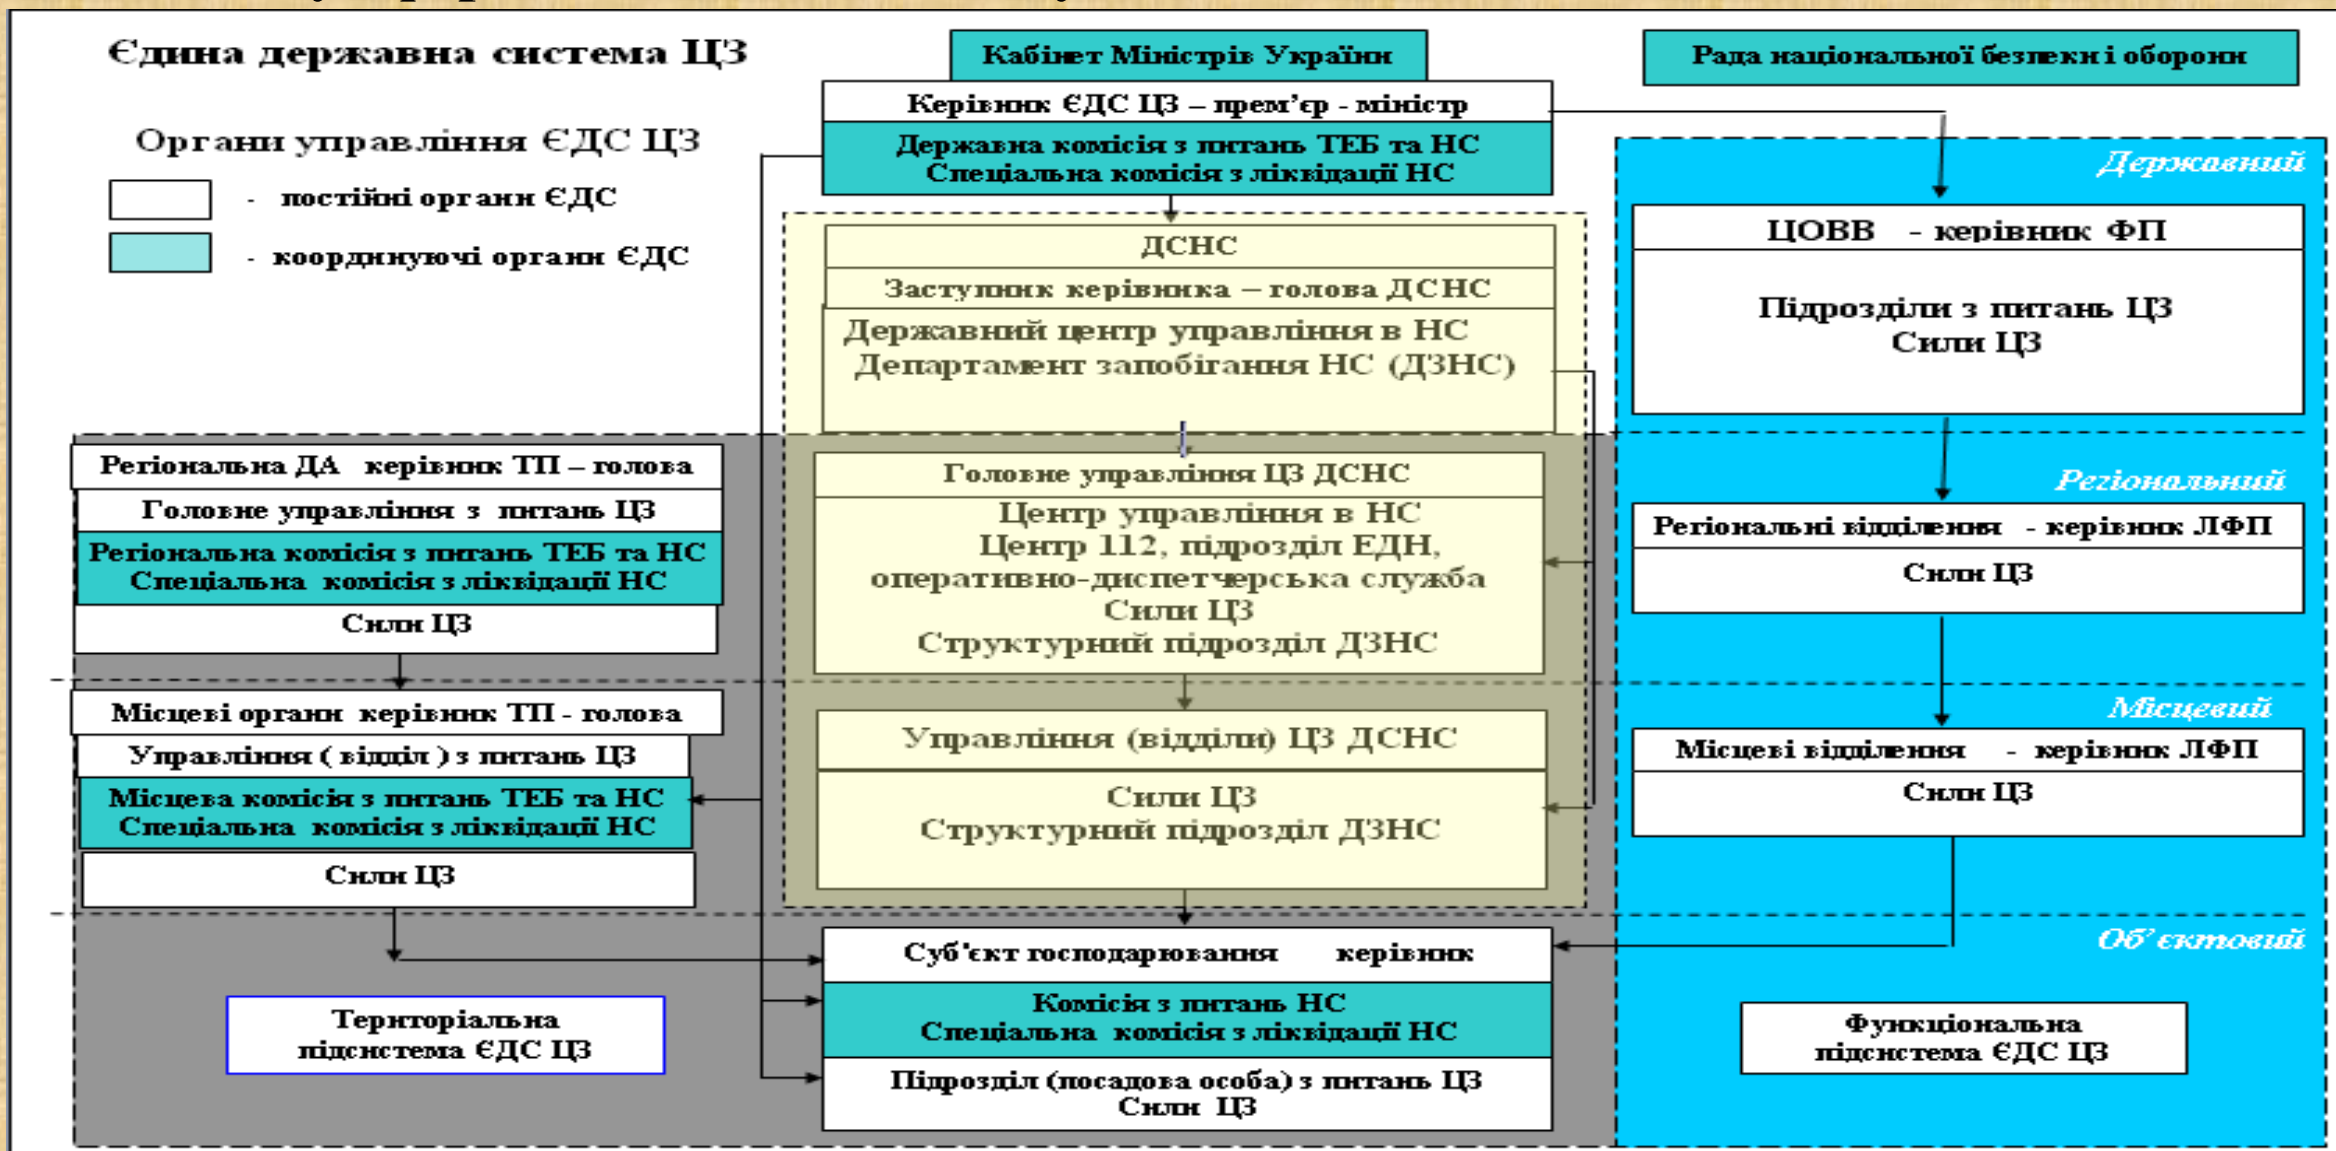 Єдина державна система ЦЗ
Кабінет Міністрів України
Рада національної безпеки і оборони
Керівник ЄДС ЦЗ – прем’єр - міністр
Державна комісія з питань ТЕБ та НС
Спеціальна комісія з ліквідації НС
Органи управління ЄДС ЦЗ
- постійні органи ЄДС
- координуючі органи ЄДС
ДСНС
Заступник керівника – голова ДСНС
Державний центр управління в НС
Департамент запобігання НС (ДЗНС)
Державний
ЦОВВ - керівник ФП
Підрозділи з питань ЦЗ
Сили ЦЗ
Регіональна ДА керівник ТП – голова
Головне управління з питань ЦЗ
Регіональна комісія з питань ТЕБ та НС
Спеціальна комісія з ліквідації НС
Сили ЦЗ
Головне управління ЦЗ ДСНС
Центр управління в НС
Центр 112, підрозділ ЕДН,
оперативно-диспетчерська служба
Сили ЦЗ
Структурний підрозділ ДЗНС
Регіональний
Регіональні відділення - керівник ЛФП
Сили ЦЗ
Місцеві органи керівник ТП - голова
Управління ( відділ ) з питань ЦЗ
Місцева комісія з питань ТЕБ та НС
Спеціальна комісія з ліквідації НС
Сили ЦЗ
Управління (відділи) ЦЗ ДСНС
Сили ЦЗ
Структурний підрозділ ДЗНС
Місцевий
Місцеві відділення - керівник ЛФП
Сили ЦЗ
Суб'єкт господарювання керівник
Комісія з питань НС
Спеціальна комісія з ліквідації НС
Підрозділ (посадова особа) з питань ЦЗ
Сили ЦЗ
Об’єктовий
Територіальна
підсистема ЄДС ЦЗ
Функціональна
підсистема ЄДС ЦЗ